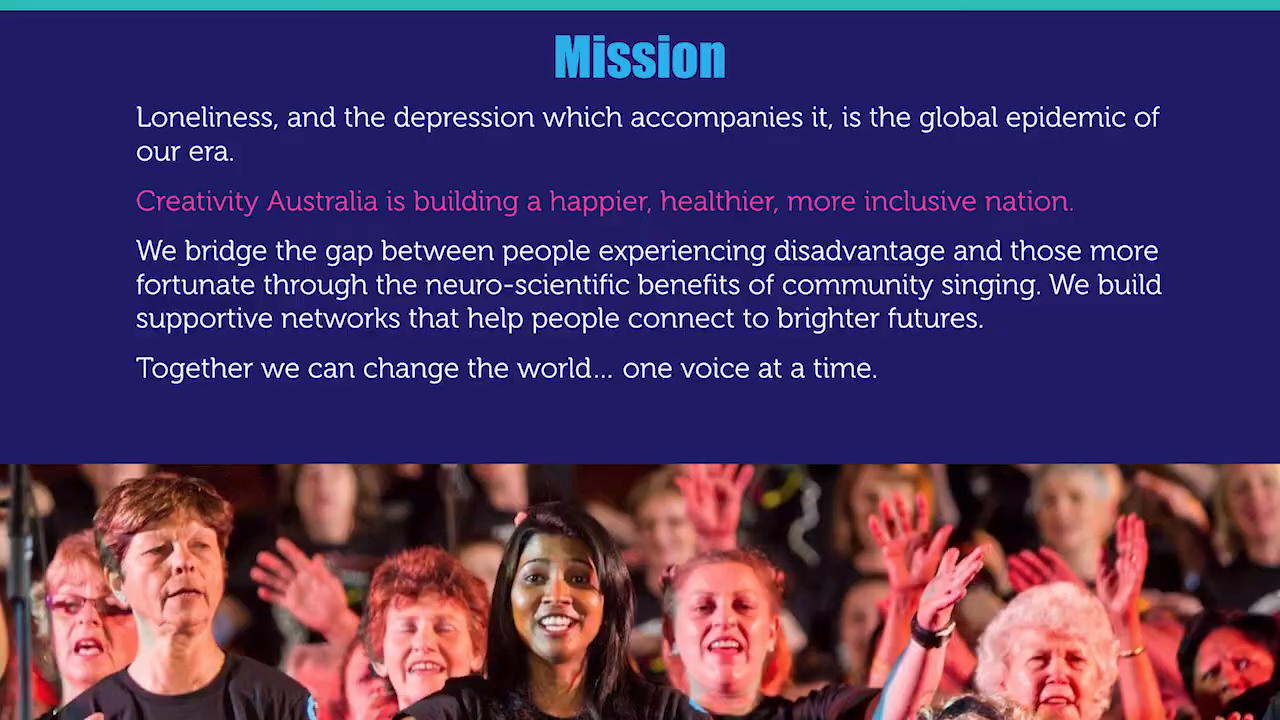 Mission
Loneliness, and the depression which accompanies it, is the global epidemic of
our era.
Creativity Australia is building a happier, healthier, more inclusive nation.
We bridge the gap between people experiencing disadvantage and those more
fortunate through the neuro-scientific benefits of community singing. We build
supportive networks that help people connect to brighter futures.
Together we can change the world... one voice at a time.